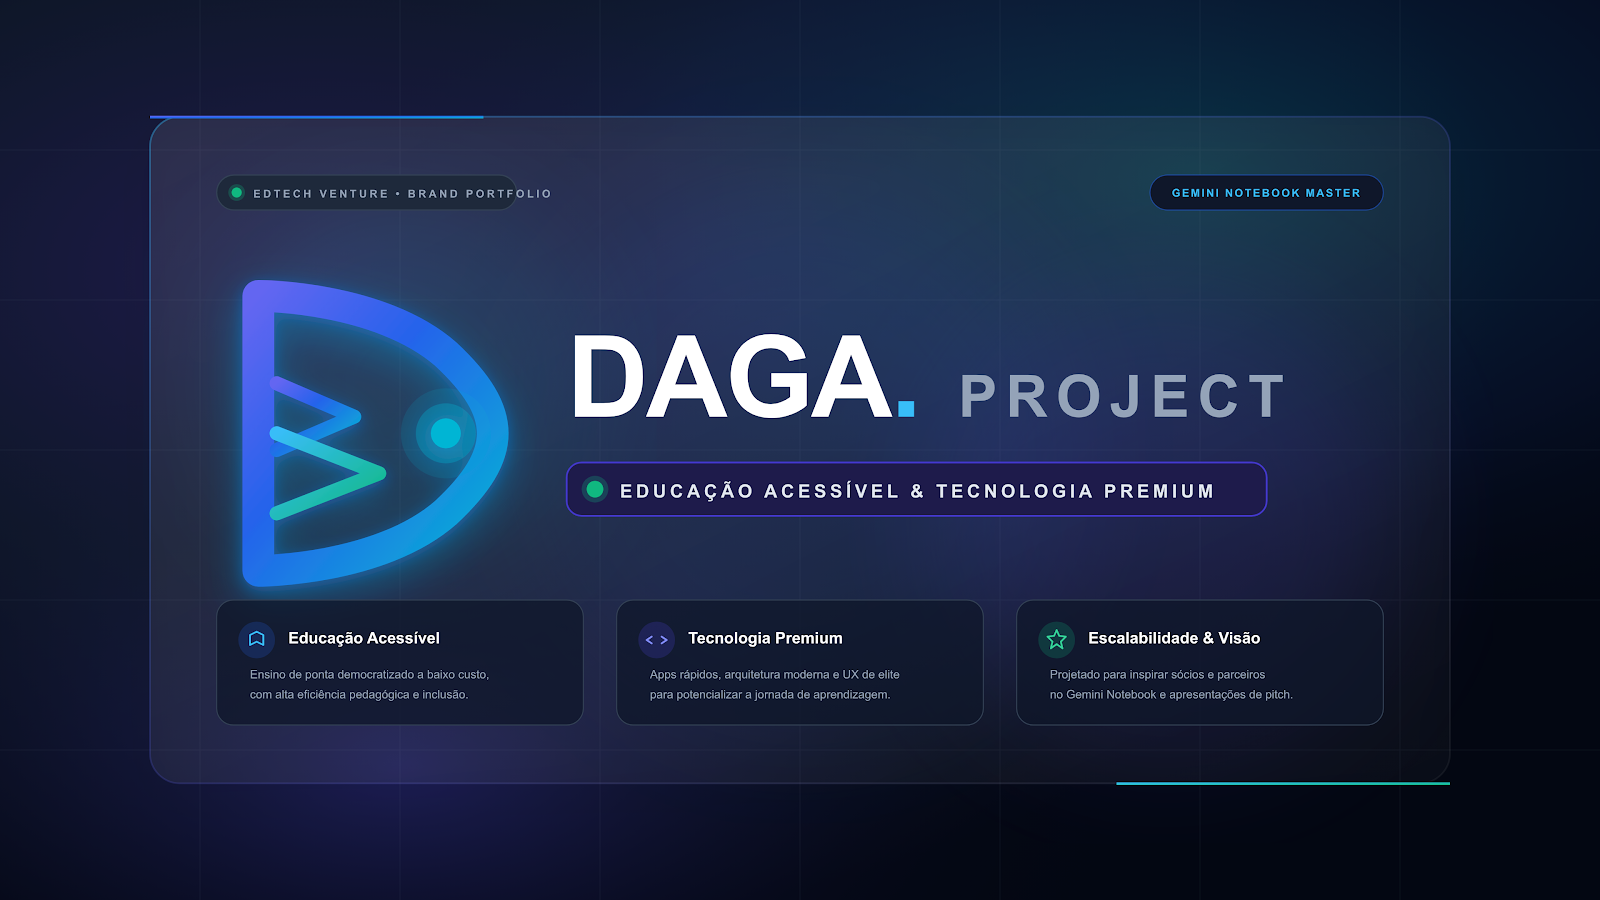 EDTECH VENTURE • BRAND PORTFOLIO
GEMINI NOTEBOOK MASTER
DAGA. PROJECT
EDUCAÇÃO ACESSÍVEL & TECNOLOGIA PREMIUM
Educação Acessível
Ensino de ponta democratizado a baixo custo,
com alta eficiência pedagógica e inclusão.
Tecnologia Premium
Apps rápidos, arquitetura moderna e UX de elite
para potencializar a jornada de aprendizagem.
Escalabilidade & Visão
Projetado para inspirar sócios e parceiros
no Gemini Notebook e apresentações de pitch.